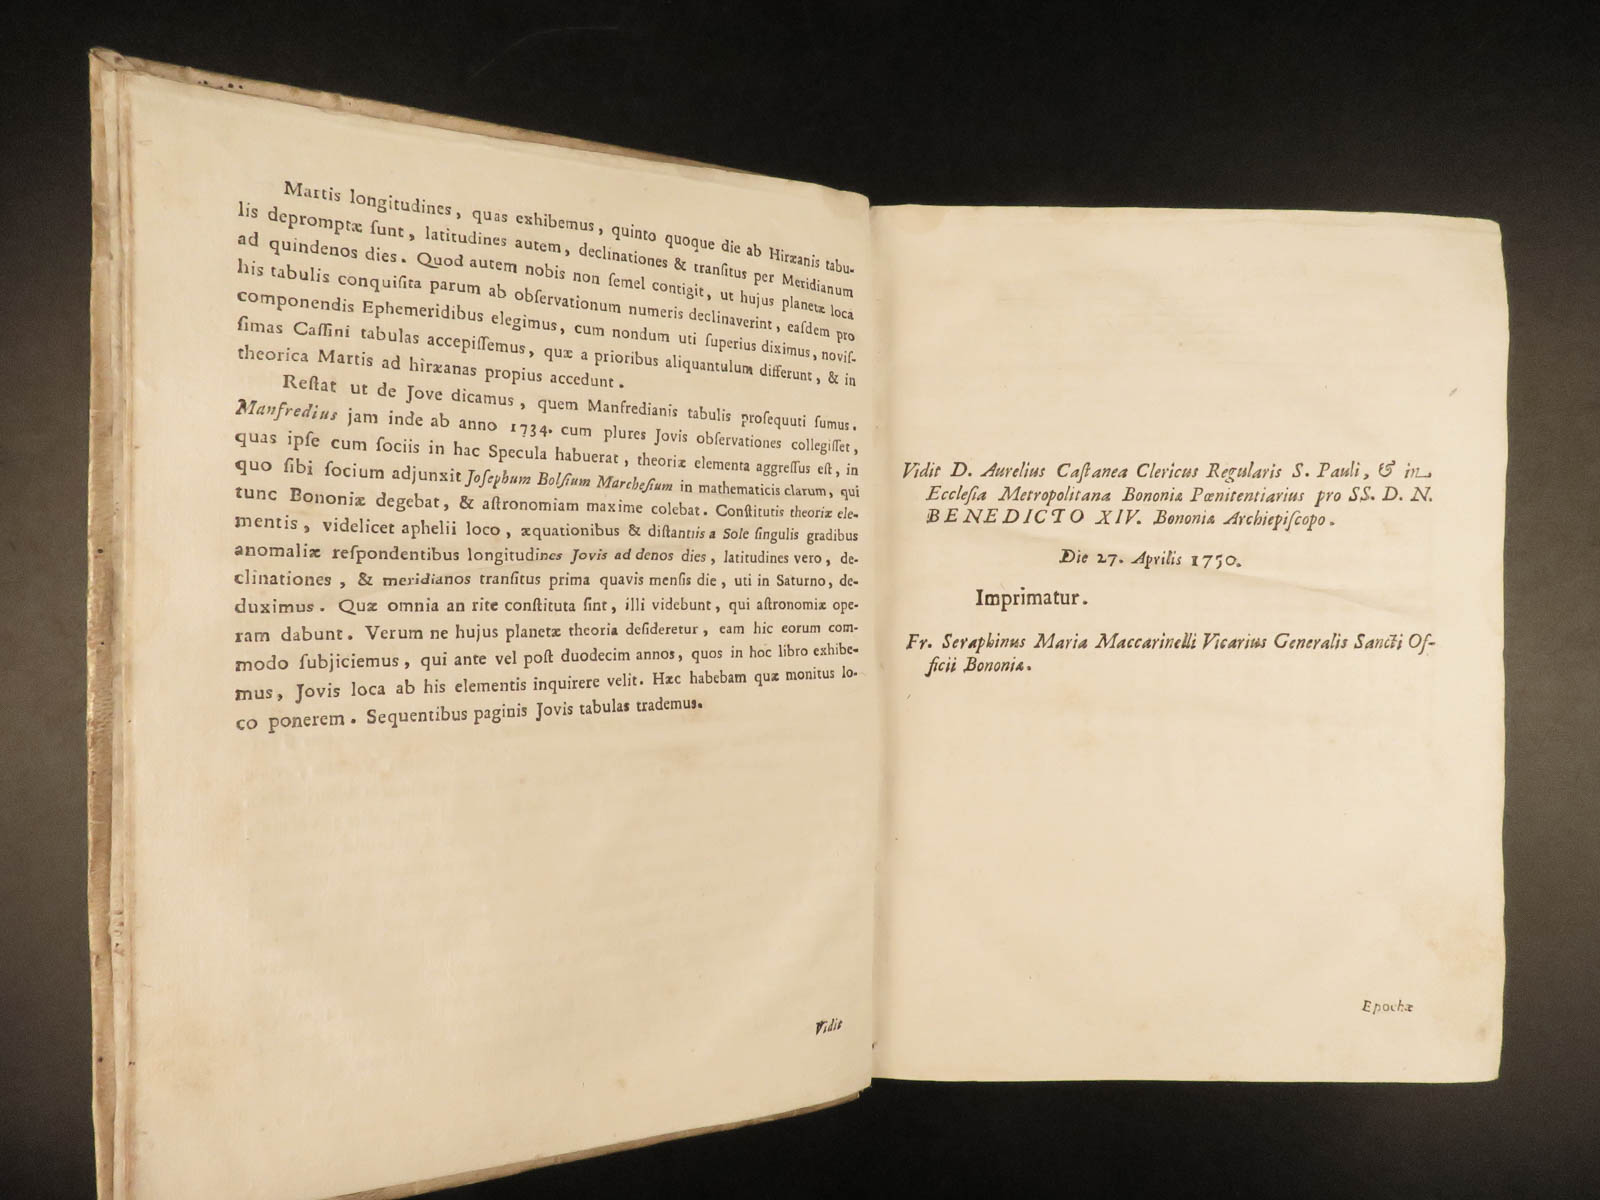 Martis longitudines, quas exhibemus, quinto quoque die ab Hiræanis tabu-
lis depromptæ ſunt, latitudines autem, declinationes & tranſitus per Meridianum
ad quindenos dies. Quod autem nobis non ſemel contigit, ut hujus planetæ loca
his tabulis conquiſita parum ab obſervationum numeris declinaverint, eaſdem pro
componendis Ephemeridibus elegimus, cum nondum uti ſuperius diximus, noviſ-
ſimas Caſſini tabulas accepiſſemus, quæ a prioribus aliquantulum differunt, & in
theorica Martis ad hiræanas propius accedunt.
Reſtat ut de Jove dicamus, quem Manfredianis tabulis proſequuti ſumus.
Manfredius jam inde ab anno 1734. cum plures Jovis obſervationes collegiſſet,
quas ipſe cum ſociis in hac Specula habuerat, theoriæ elementa aggreſſus eſt, in
quo ſibi ſocium adjunxit Joſephum Bolſium Marcheſium in mathematicis clarum, qui
tunc Bononiæ degebat, & aſtronomiam maxime colebat. Conſtitutis theoriæ ele-
mentis, videlicet aphelii loco, æquationibus & diſtantiis a Sole ſingulis gradibus
anomaliæ reſpondentibus longitudines Jovis ad denos dies, latitudines vero, de-
clinationes, & meridianos tranſitus prima quavis menſis die, uti in Saturno, de-
duximus. Quæ omnia an rite conſtituta ſint, illi videbunt, qui aſtronomiæ ope-
ram dabunt. Verum ne hujus planetæ theoria deſideretur, eam hic eorum com-
modo ſubjiciemus, qui ante vel poſt duodecim annos, quos in hoc libro exhibe-
mus, Jovis loca ab his elementis inquirere velit. Hæc habebam quæ monitus lo-
co ponerem. Sequentibus paginis Jovis tabulas trademus.
Vidit
Vidit D. Aurelius Caſtanea Clericus Regularis S. Pauli, & in
Eccleſia Metropolitana Bononiæ Pœnitentiarius pro SS. D. N.
BENEDICTO XIV. Bononiæ Archiepiſcopo.
Die 27. Aprilis 1750.
Imprimatur.
Fr. Seraphinus Maria Maccarinelli Vicarius Generalis Sancti Of-
ficii Bononiæ.
Epochæ